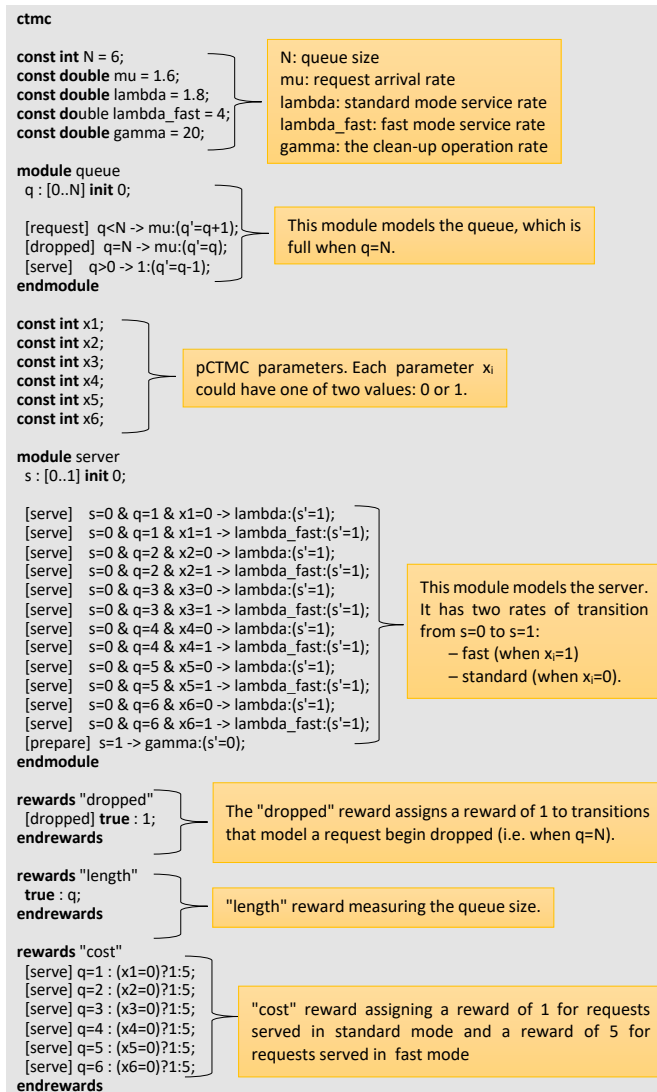 ctmc
const int N = 6;
const double mu = 1.6;
const double lambda = 1.8;
const double lambda_fast = 4;
const double gamma = 20;
N: queue size
mu: request arrival rate
lambda: standard mode service rate
lambda_fast: fast mode service rate
gamma: the clean-up operation rate
module queue
q : [0..N] init 0;
[request] q<N -> mu:(q'=q+1);
[dropped] q=N -> mu:(q'=q);
[serve] q>0 -> 1:(q'=q-1);
endmodule
This module models the queue, which is
full when q=N.
const int x1;
const int x2;
const int x3;
const int x4;
const int x5;
const int x6;
pCTMC parameters. Each parameter xᵢ
could have one of two values: 0 or 1.
module server
s : [0..1] init 0;
[serve] s=0 & q=1 & x1=0 -> lambda:(s'=1);
[serve] s=0 & q=1 & x1=1 -> lambda_fast:(s'=1);
[serve] s=0 & q=2 & x2=0 -> lambda:(s'=1);
[serve] s=0 & q=2 & x2=1 -> lambda_fast:(s'=1);
[serve] s=0 & q=3 & x3=0 -> lambda:(s'=1);
[serve] s=0 & q=3 & x3=1 -> lambda_fast:(s'=1);
[serve] s=0 & q=4 & x4=0 -> lambda:(s'=1);
[serve] s=0 & q=4 & x4=1 -> lambda_fast:(s'=1);
[serve] s=0 & q=5 & x5=0 -> lambda:(s'=1);
[serve] s=0 & q=5 & x5=1 -> lambda_fast:(s'=1);
[serve] s=0 & q=6 & x6=0 -> lambda:(s'=1);
[serve] s=0 & q=6 & x6=1 -> lambda_fast:(s'=1);
[prepare] s=1 -> gamma:(s'=0);
endmodule
This module models the server.
It has two rates of transition
from s=0 to s=1:
– fast (when xᵢ=1)
– standard (when xᵢ=0).
rewards "dropped"
[dropped] true : 1;
endrewards
The "dropped" reward assigns a reward of 1 to transitions
that model a request begin dropped (i.e. when q=N).
rewards "length"
true : q;
endrewards
"length" reward measuring the queue size.
rewards "cost"
[serve] q=1 : (x1=0)?1:5;
[serve] q=2 : (x2=0)?1:5;
[serve] q=3 : (x3=0)?1:5;
[serve] q=4 : (x4=0)?1:5;
[serve] q=5 : (x5=0)?1:5;
[serve] q=6 : (x6=0)?1:5;
endrewards
"cost" reward assigning a reward of 1 for requests
served in standard mode and a reward of 5 for
requests served in fast mode